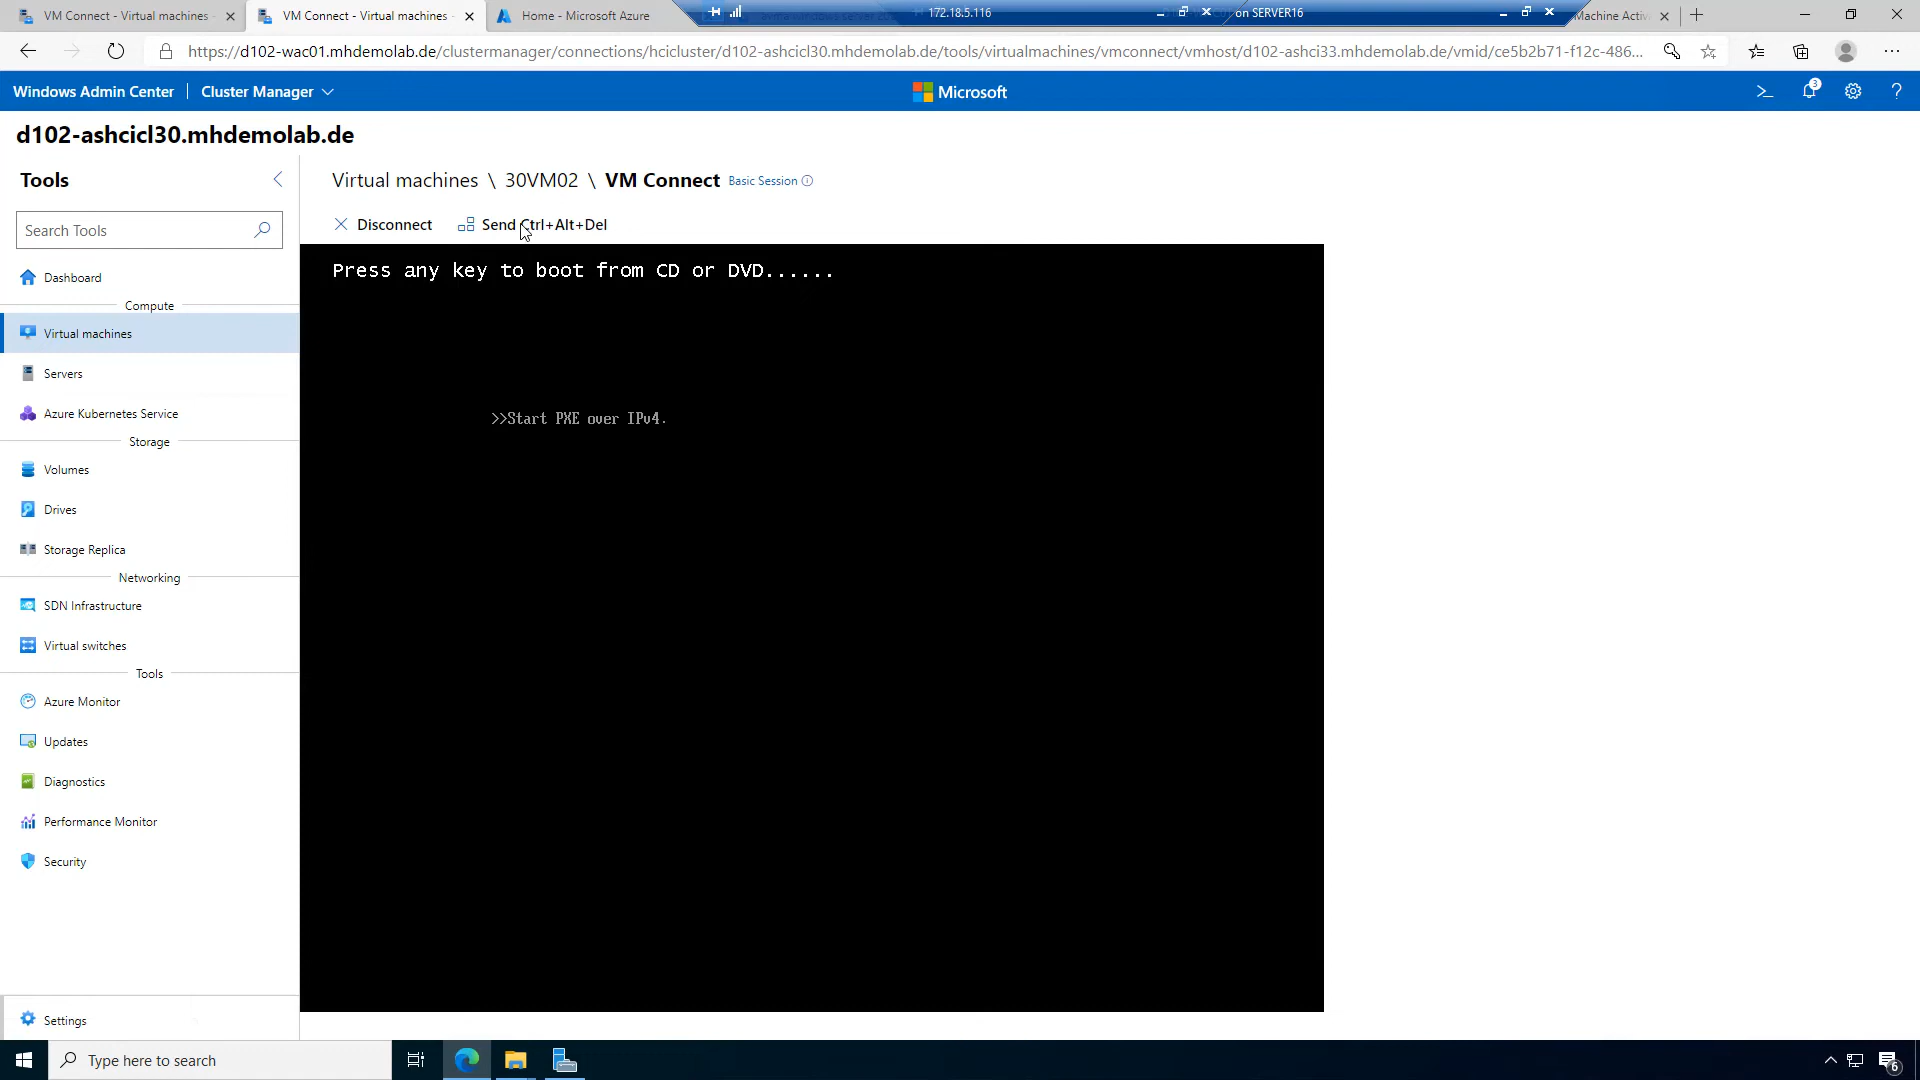 VM Connect - Virtual machines -
VM Connect - Virtual machines -
Home - Microsoft Azure
172.18.5.116
on SERVER16
Machine Activ
https://d102-wac01.mhdemolab.de/clustermanager/connections/hcicluster/d102-ashcicl30.mhdemolab.de/tools/virtualmachines/vmconnect/vmhost/d102-ashci33.mhdemolab.de/vmid/ce5b2b71-f12c-486...
Windows Admin Center
Cluster Manager
Microsoft
3
d102-ashcicl30.mhdemolab.de
Tools
Search Tools
Dashboard
Compute
Virtual machines
Servers
Azure Kubernetes Service
Storage
Volumes
Drives
Storage Replica
Networking
SDN Infrastructure
Virtual switches
Tools
Azure Monitor
Updates
Diagnostics
Performance Monitor
Security
Settings
Virtual machines \ 30VM02 \ VM Connect Basic Session
Disconnect
Send Ctrl+Alt+Del
Press any key to boot from CD or DVD......
>>Start PXE over IPv4.
Type here to search
6